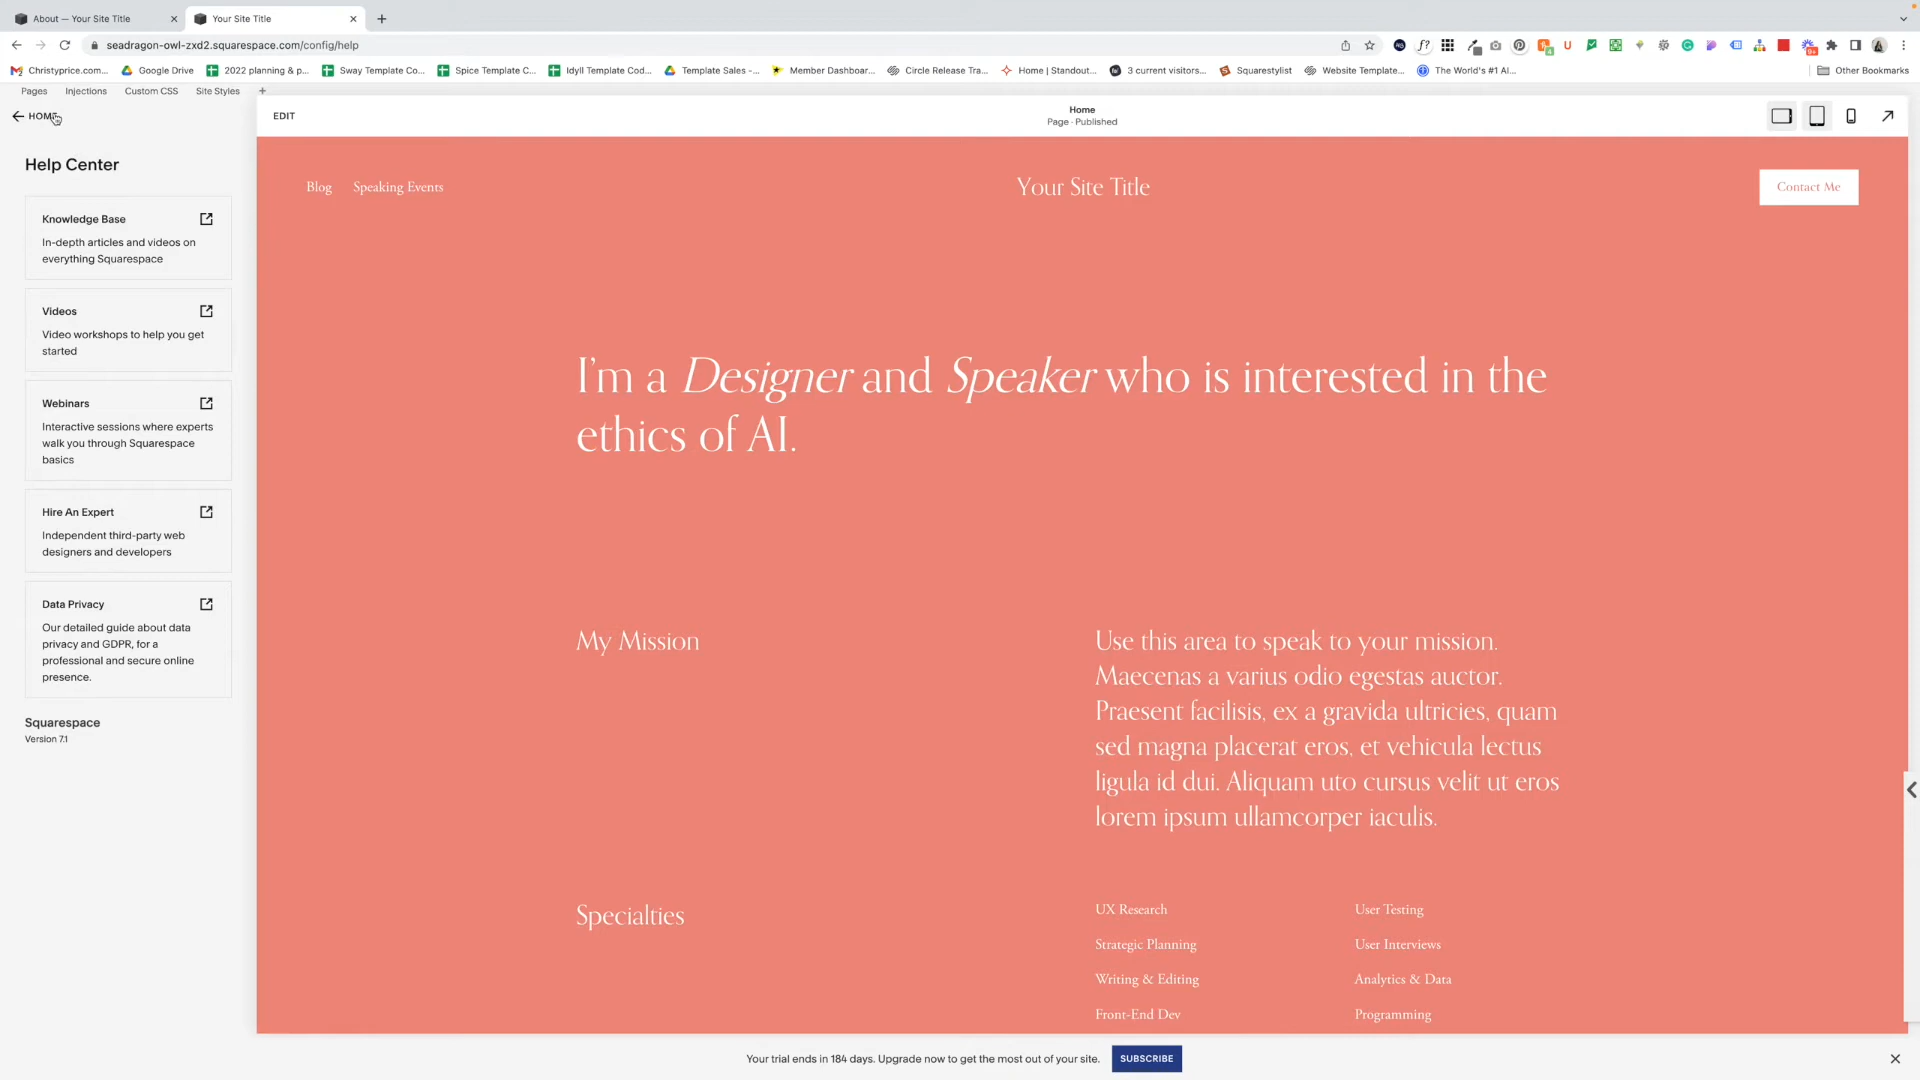 About — Your Site Title
Your Site Title
seadragon-owl-zxd2.squarespace.com/config/help
Christyprice.com...
Google Drive
2022 planning & p...
Sway Template Co...
Spice Template C...
Idyll Template Cod...
Template Sales -...
Member Dashboar...
Circle Release Tra...
Home | Standout...
3 current visitors...
Squarestylist
Website Template...
The World's #1 AI...
Other Bookmarks
Pages
Injections
Custom CSS
Site Styles
HOME
EDIT
Home
Page · Published
Help Center
Knowledge Base
In-depth articles and videos on
everything Squarespace
Videos
Video workshops to help you get
started
Webinars
Interactive sessions where experts
walk you through Squarespace
basics
Hire An Expert
Independent third-party web
designers and developers
Data Privacy
Our detailed guide about data
privacy and GDPR, for a
professional and secure online
presence.
Squarespace
Version 7.1
Blog
Speaking Events
Your Site Title
Contact Me
I'm a Designer and Speaker who is interested in the
ethics of AI.
My Mission
Use this area to speak to your mission.
Maecenas a varius odio egestas auctor.
Praesent facilisis, ex a gravida ultricies, quam
sed magna placerat eros, et vehicula lectus
ligula id dui. Aliquam uto cursus velit ut eros
lorem ipsum ullamcorper iaculis.
Specialties
UX Research
User Testing
Strategic Planning
User Interviews
Writing & Editing
Analytics & Data
Front-End Dev
Programming
Your trial ends in 184 days. Upgrade now to get the most out of your site.
SUBSCRIBE